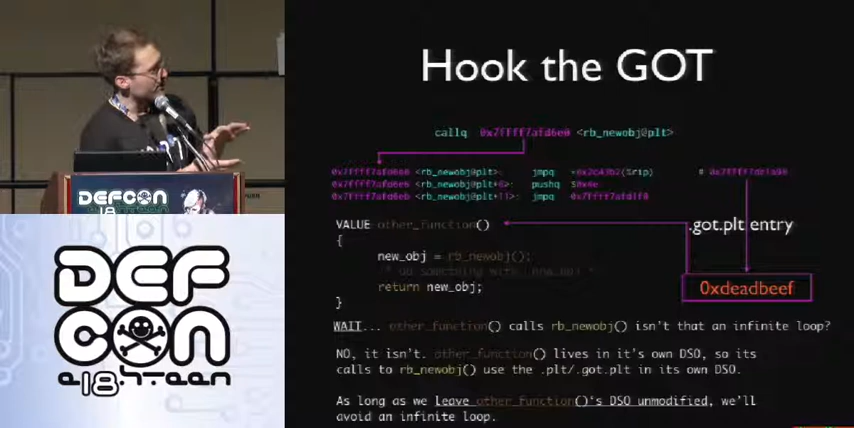 Hook the GOT
callq 0x7ffff7afd6e0 <rb_newobj@plt>
<rb_newobj@plt>: jmpq
<rb_newobj@plt+6>: pushq
<rb_newobj@plt+11>: jmpq
VALUE other_function()
.got.plt entry
{
new_obj = rb_newobj();
return new_obj;
0xdeadbeef
}
WAIT... other_function() calls rb_newobj() isn't that an infinite loop?
NO, it isn't. other_function() lives in it's own DSO, so its
calls to rb_newobj() use the .plt/.got.plt in its own DSO.
As long as we leave other_function()'s DSO unmodified, we'll
avoid an infinite loop.
DEFCON
18
DEF
CON